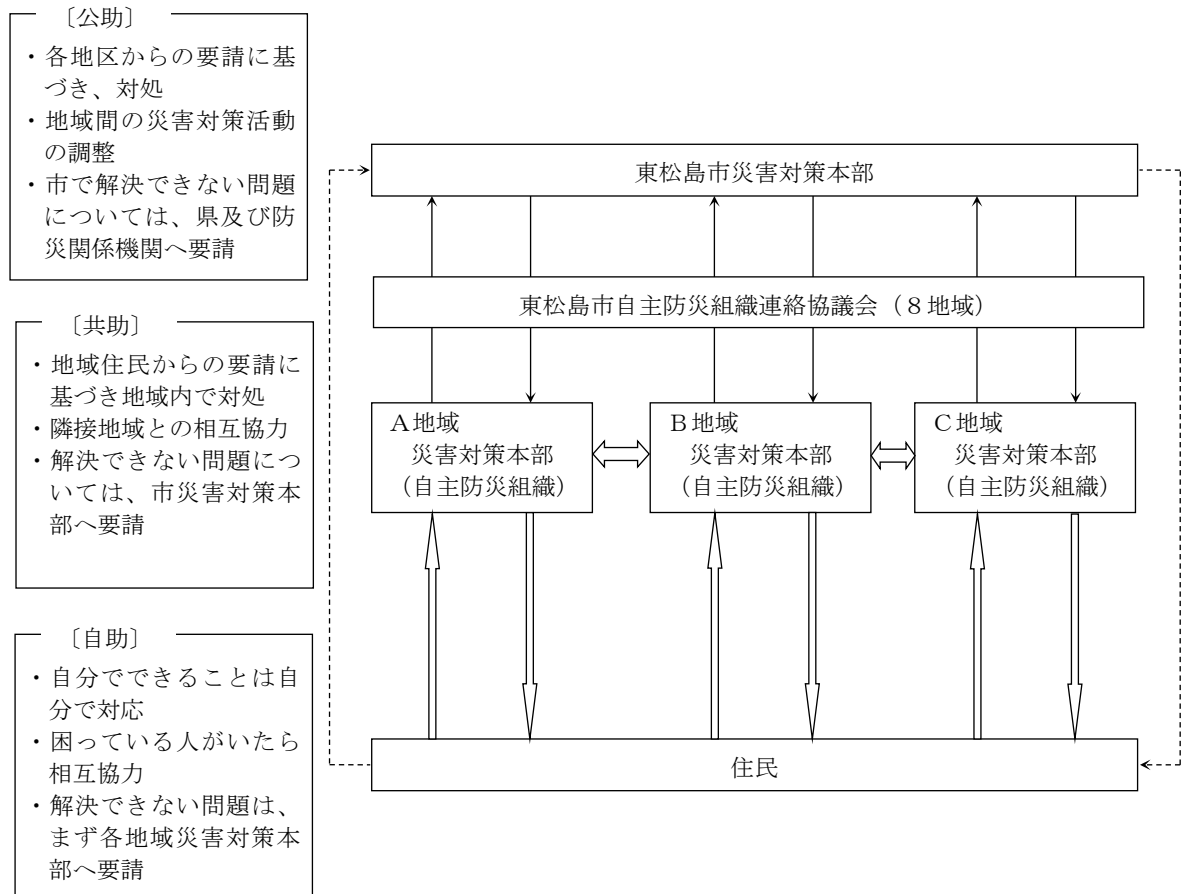 〔公助〕
・各地区からの要請に基
づき、対処
・地域間の災害対策活動
の調整
・市で解決できない問題
については、県及び防
災関係機関へ要請
〔共助〕
・地域住民からの要請に
基づき地域内で対処
・隣接地域との相互協力
・解決できない問題につ
いては、市災害対策本
部へ要請
〔自助〕
・自分でできることは自
分で対応
・困っている人がいたら
相互協力
・解決できない問題は、
まず各地域災害対策本
部へ要請
東松島市災害対策本部
東松島市自主防災組織連絡協議会(8地域)
A地域
災害対策本部
(自主防災組織)
B地域
災害対策本部
(自主防災組織)
C地域
災害対策本部
(自主防災組織)
住民